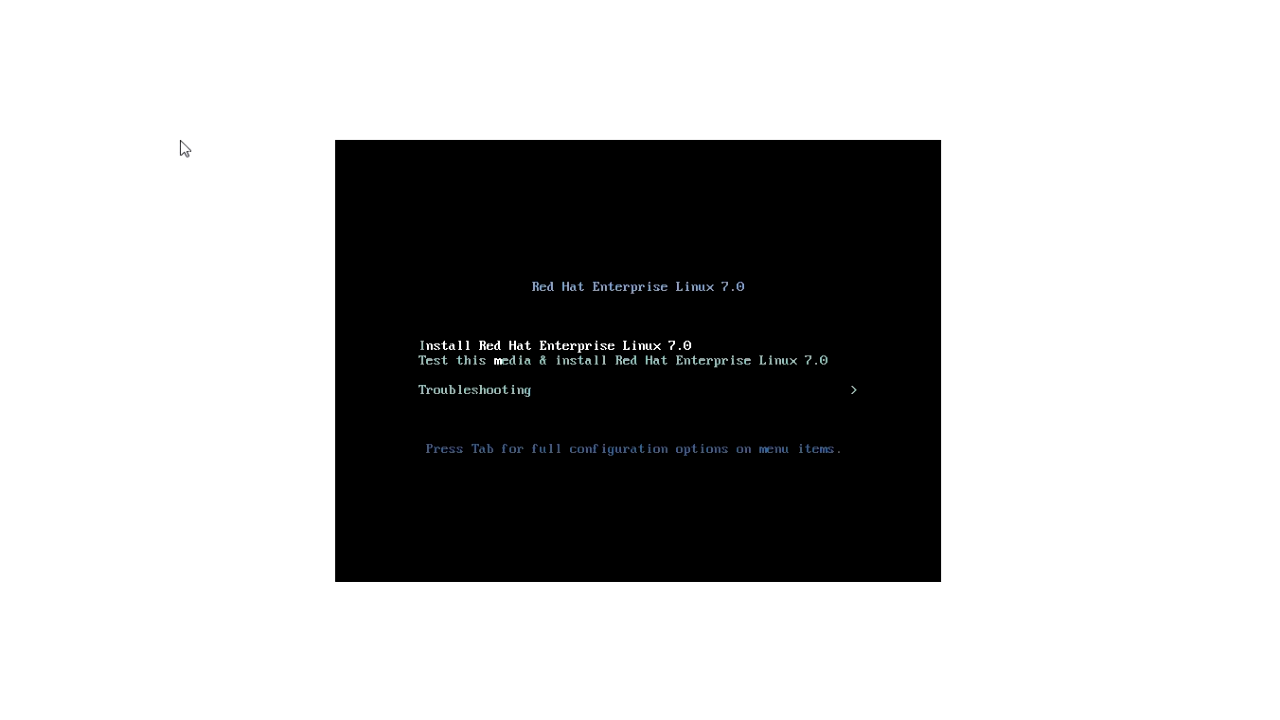 Red Hat Enterprise Linux 7.0
Install Red Hat Enterprise Linux 7.0
Test this media & install Red Hat Enterprise Linux 7.0
Troubleshooting >
Press Tab for full configuration options on menu items.